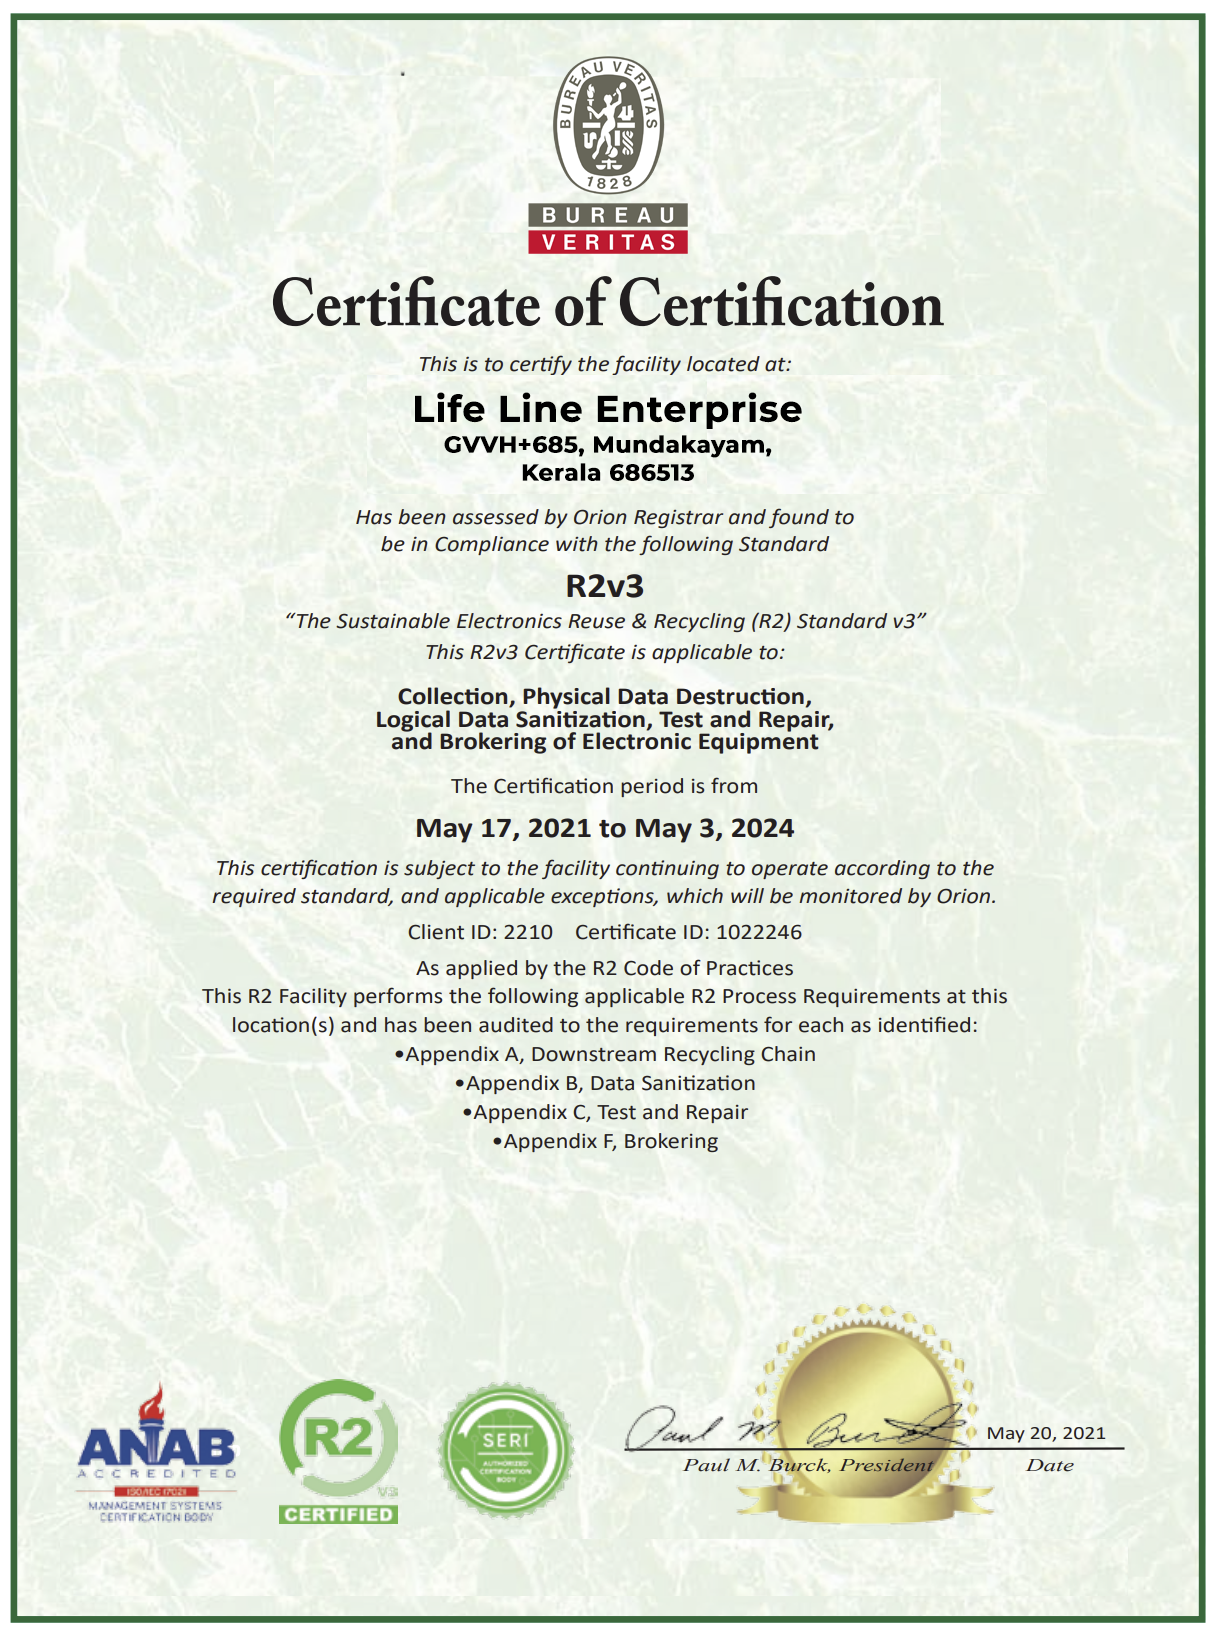 BUREAU VERITAS
1828
BUREAU
VERITAS
Certificate of Certification
This is to certify the facility located at:
Life Line Enterprise
GVVH+685, Mundakayam,
Kerala 686513
Has been assessed by Orion Registrar and found to
be in Compliance with the following Standard
R2v3
“The Sustainable Electronics Reuse & Recycling (R2) Standard v3”
This R2v3 Certificate is applicable to:
Collection, Physical Data Destruction,
Logical Data Sanitization, Test and Repair,
and Brokering of Electronic Equipment
The Certification period is from
May 17, 2021 to May 3, 2024
This certification is subject to the facility continuing to operate according to the
required standard, and applicable exceptions, which will be monitored by Orion.
Client ID: 2210    Certificate ID: 1022246
As applied by the R2 Code of Practices
This R2 Facility performs the following applicable R2 Process Requirements at this
location(s) and has been audited to the requirements for each as identified:
•Appendix A, Downstream Recycling Chain
•Appendix B, Data Sanitization
•Appendix C, Test and Repair
•Appendix F, Brokering
ANAB
ACCREDITED
ISO/IEC 17021
MANAGEMENT SYSTEMS
CERTIFICATION BODY
R2
V3
CERTIFIED
SERI
AUTHORIZED
CERTIFICATION
BODY
Paul M Burck
May 20, 2021
Paul M. Burck, President
Date